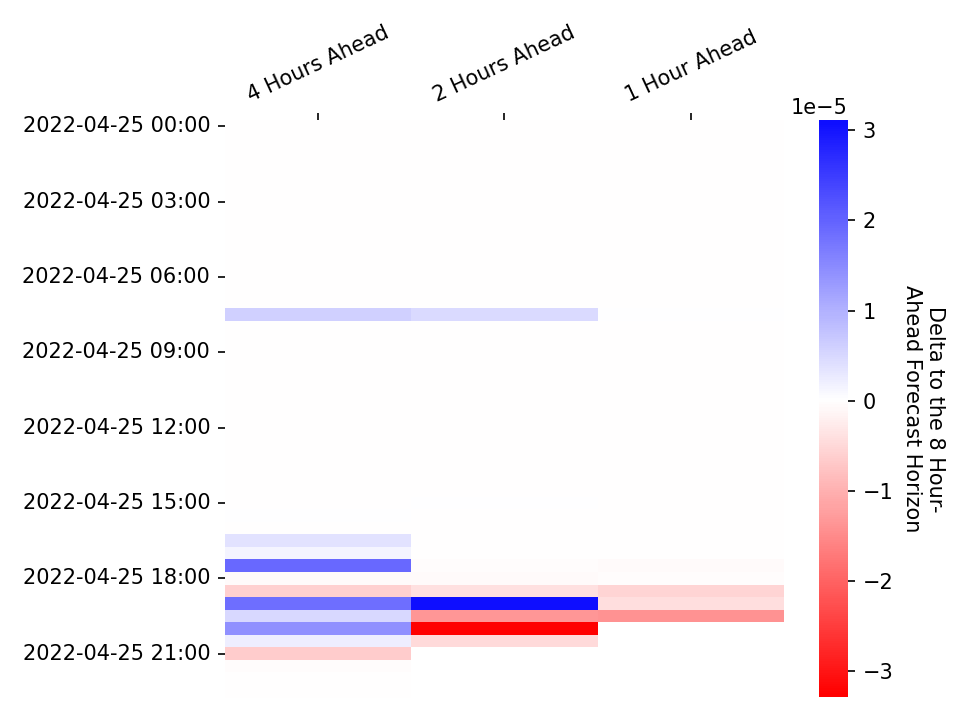 4 Hours Ahead
2 Hours Ahead
1 Hour Ahead
1e−5
2022-04-25 00:00
2022-04-25 03:00
2022-04-25 06:00
2022-04-25 09:00
2022-04-25 12:00
2022-04-25 15:00
2022-04-25 18:00
2022-04-25 21:00
3
2
1
0
−1
−2
−3
Delta to the 8 Hour-
Ahead Forecast Horizon